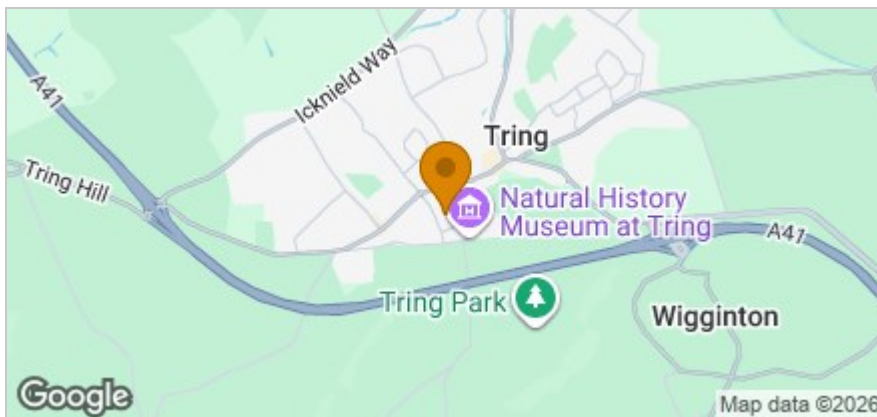 A41
Icknield Way
Tring
Tring Hill
Natural History
Museum at Tring
A41
Tring Park
Wigginton
Google
Map data ©2026